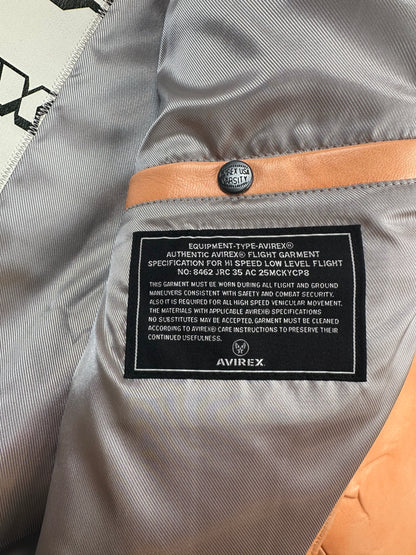 AVIREX USA
VARSITY
EQUIPMENT-TYPE-AVIREX®
AUTHENTIC AVIREX® FLIGHT GARMENT
SPECIFICATION FOR HI SPEED LOW LEVEL FLIGHT
NO: 8462 JRC 35 AC 25MCKYCP8
THIS GARMENT MUST BE WORN DURING ALL FLIGHT AND GROUND
MANEUVERS CONSISTENT WITH SAFETY AND COMBAT SECURITY.
ALSO IT IS REQUIRED FOR ALL HIGH SPEED VEHICULAR MOVEMENT.
THE MATERIALS WITH APPLICABLE AVIREX® SPECIFICATIONS
NO SUBSTITUTES MAY BE ACCEPTED, GARMENT MUST BE CLEANED
ACCORDING TO AVIREX® CARE INSTRUCTIONS TO PRESERVE THEIR
CONTINUED USEFULNESS.
AVIREX